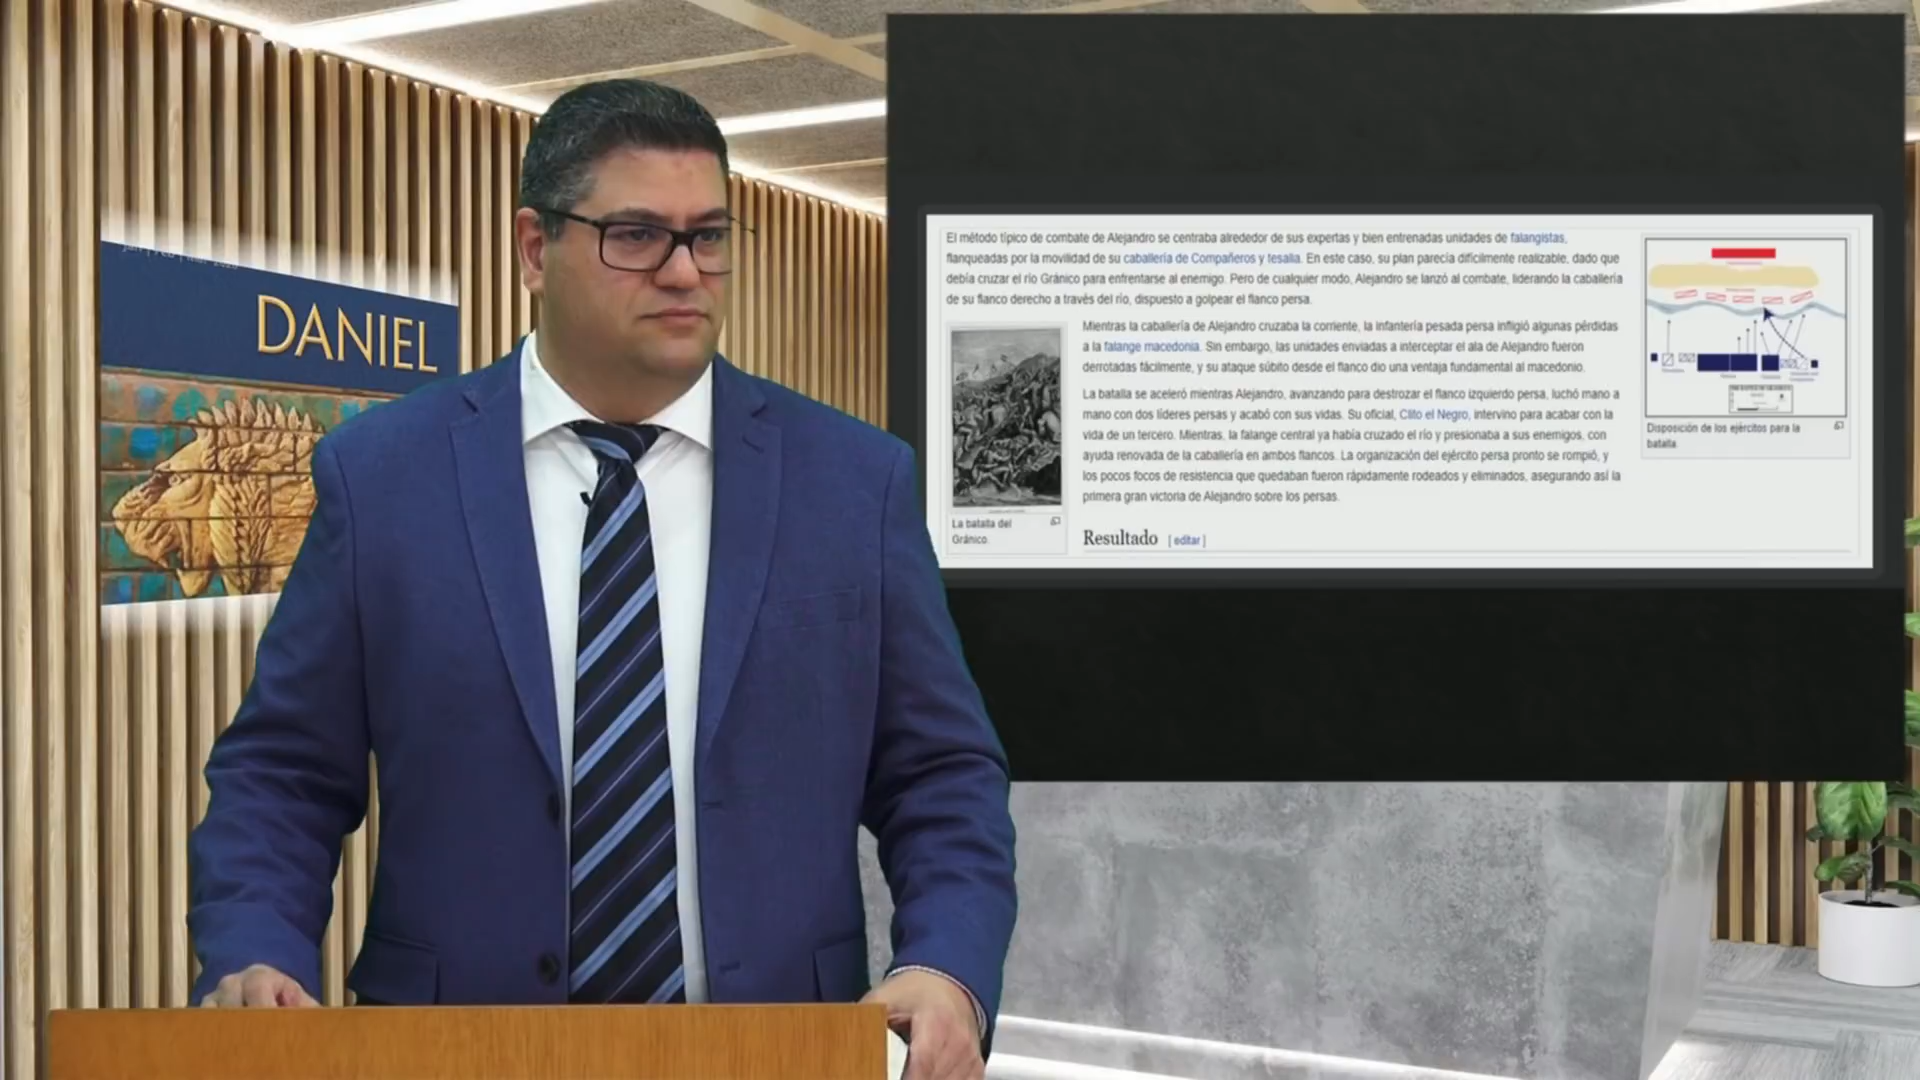 DANIEL
El método típico de combate de Alejandro se centraba alrededor de sus expertas y bien entrenadas unidades de falangistas,
flanqueadas por la movilidad de su caballería de Compañeros y tesalia. En este caso, su plan parecía difícilmente realizable, dado que
debía cruzar el río Gránico para enfrentarse al enemigo. Pero de cualquier modo, Alejandro se lanzó al combate, liderando la caballería
de su flanco derecho a través del río, dispuesto a golpear el flanco persa.
Mientras la caballería de Alejandro cruzaba la corriente, la infantería pesada persa infligió algunas pérdidas
a la falange macedonia. Sin embargo, las unidades enviadas a interceptar el ala de Alejandro fueron
derrotadas fácilmente, y su ataque súbito desde el flanco dio una ventaja fundamental al macedonio.
La batalla se aceleró mientras Alejandro, avanzando para destrozar el flanco izquierdo persa, luchó mano a
mano con dos líderes persas y acabó con sus vidas. Su oficial, Clito el Negro, intervino para acabar con la
vida de un tercero. Mientras, la falange central ya había cruzado el río y presionaba a sus enemigos, con
ayuda renovada de la caballería en ambos flancos. La organización del ejército persa pronto se rompió, y
los pocos focos de resistencia que quedaban fueron rápidamente rodeados y eliminados, asegurando así la
primera gran victoria de Alejandro sobre los persas.
La batalla del
Gránico.
Disposición de los ejércitos para la
batalla.
Resultado [ editar ]